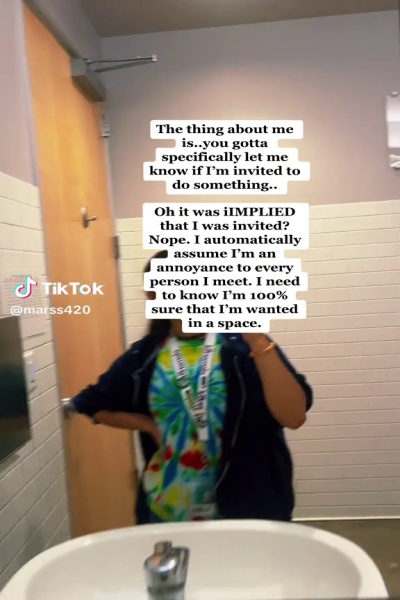 The thing about me
is..you gotta
specifically let me
know if I'm invited to
do something..
Oh it was iIMPLIED
that I was invited?
Nope. I automatically
assume I'm an
annoyance to every
person I meet. I need
to know I'm 100%
sure that I'm wanted
in a space.
TikTok
@marss420